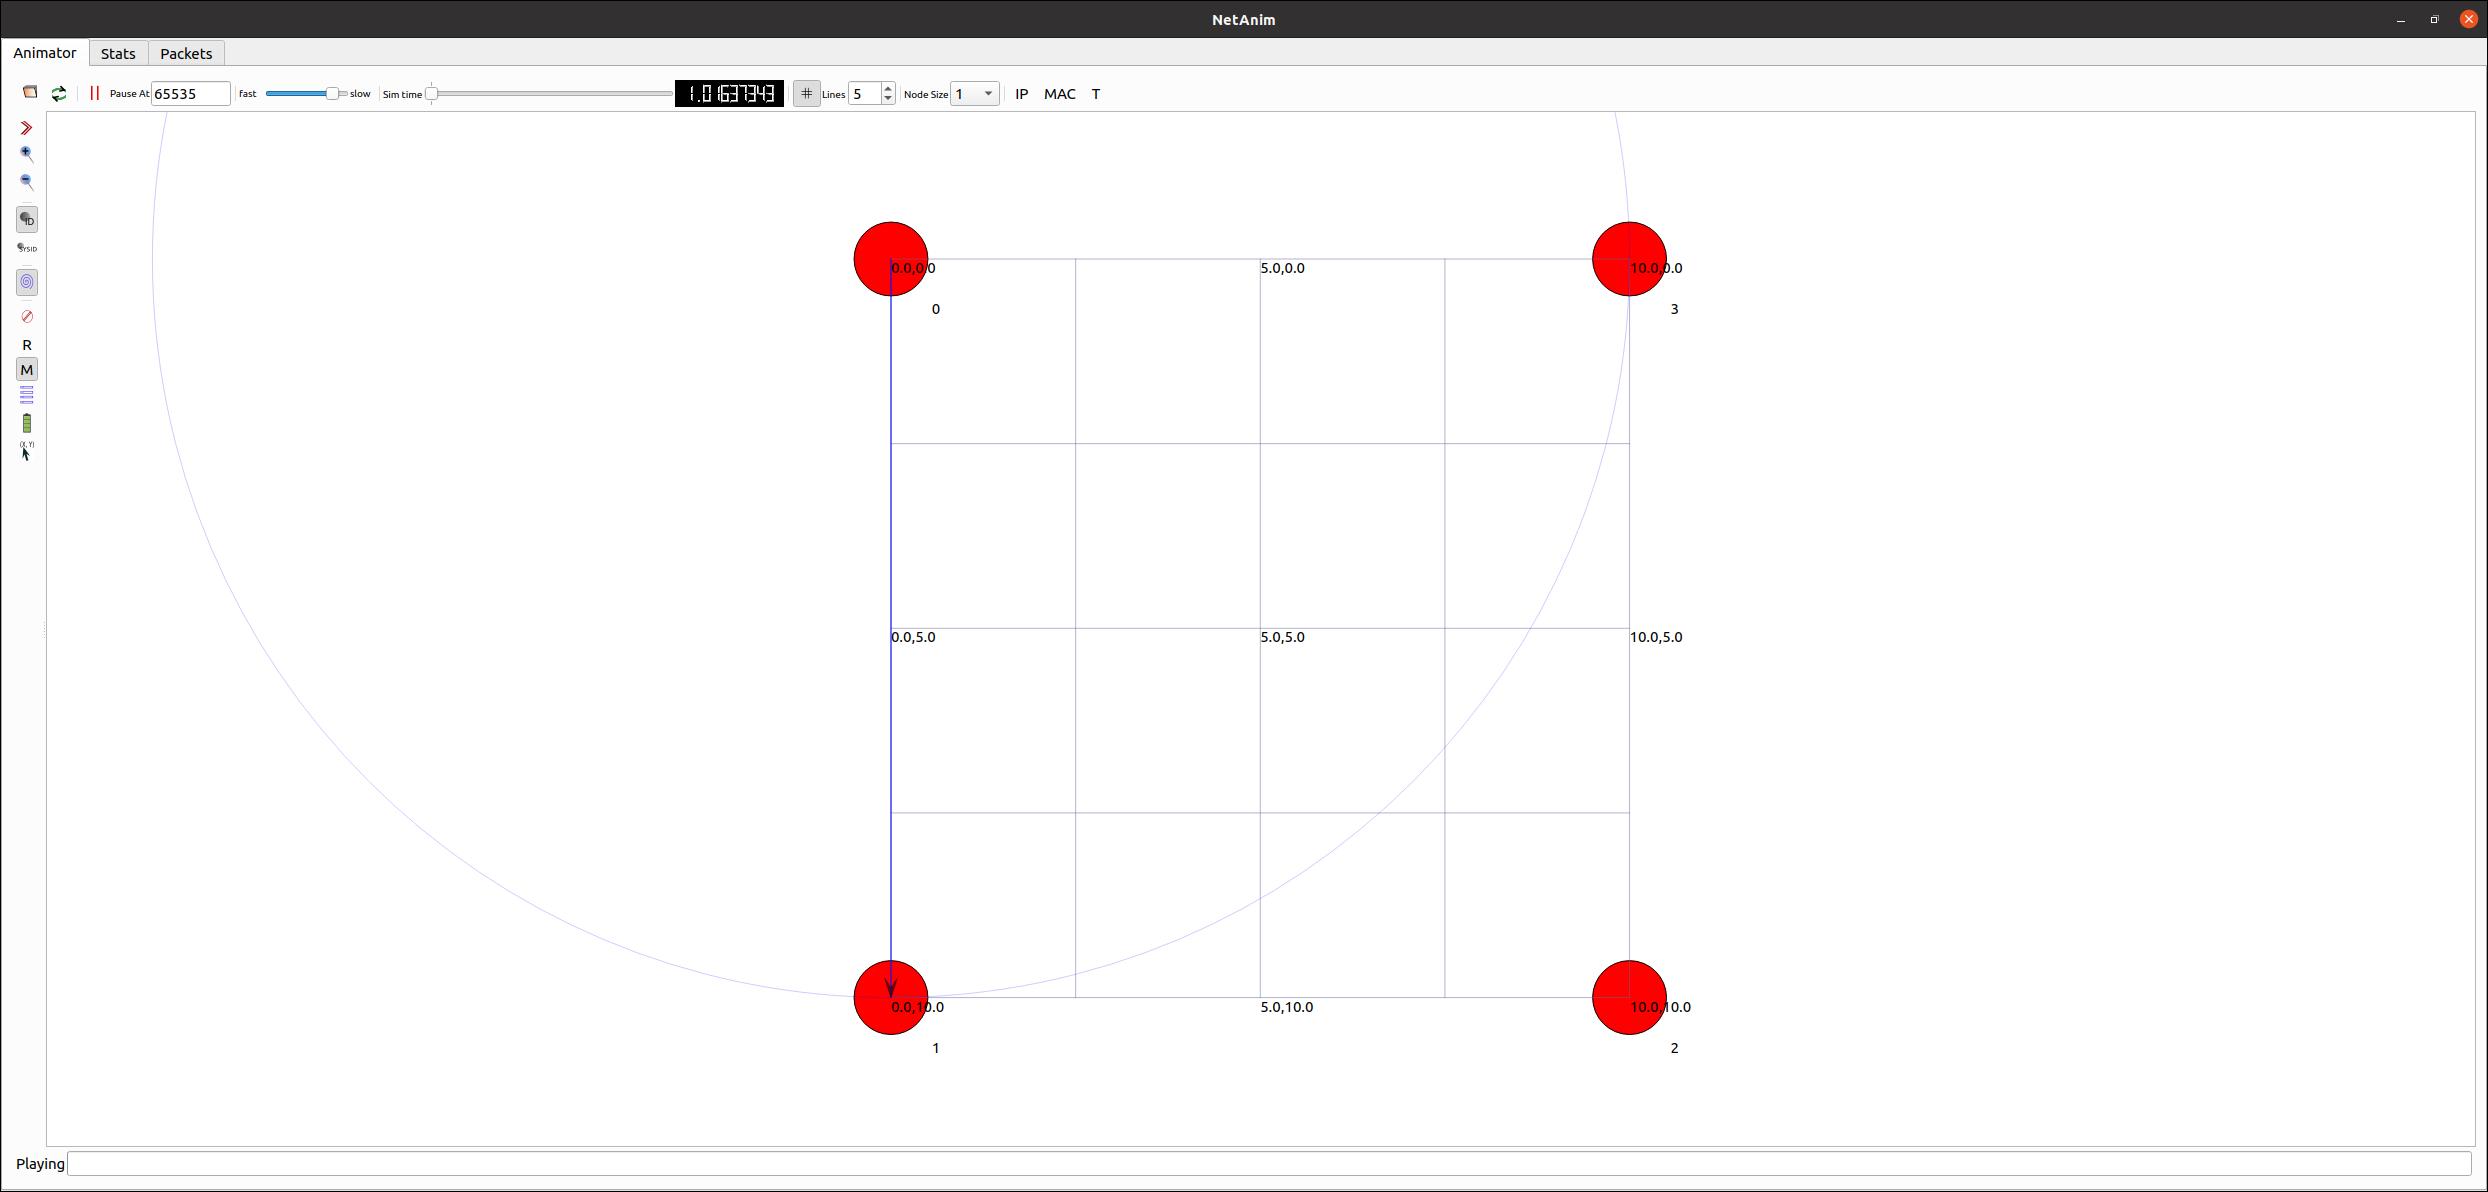 NetAnim
Animator Stats Packets
Pause At 65535 fast slow Sim time 1.01637343 # Lines 5 Node Size 1 IP MAC T
ID
SYSID
R
M
(X, Y)
0.0,0.0 5.0,0.0 10.0,0.0
0 3
0.0,5.0 5.0,5.0 10.0,5.0
0.0,10.0 5.0,10.0 10.0,10.0
1 2
Playing